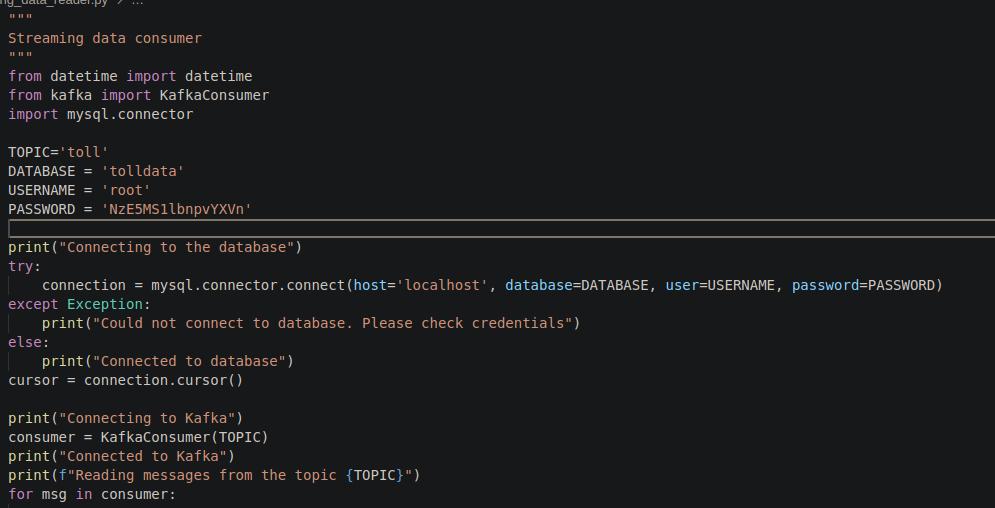 ng_data_reader.py > ...
"""
Streaming data consumer
"""
from datetime import datetime
from kafka import KafkaConsumer
import mysql.connector
TOPIC='toll'
DATABASE = 'tolldata'
USERNAME = 'root'
PASSWORD = 'NzE5MS1lbnpvYXVn'
print("Connecting to the database")
try:
    connection = mysql.connector.connect(host='localhost', database=DATABASE, user=USERNAME, password=PASSWORD)
except Exception:
    print("Could not connect to database. Please check credentials")
else:
    print("Connected to database")
cursor = connection.cursor()
print("Connecting to Kafka")
consumer = KafkaConsumer(TOPIC)
print("Connected to Kafka")
print(f"Reading messages from the topic {TOPIC}")
for msg in consumer: